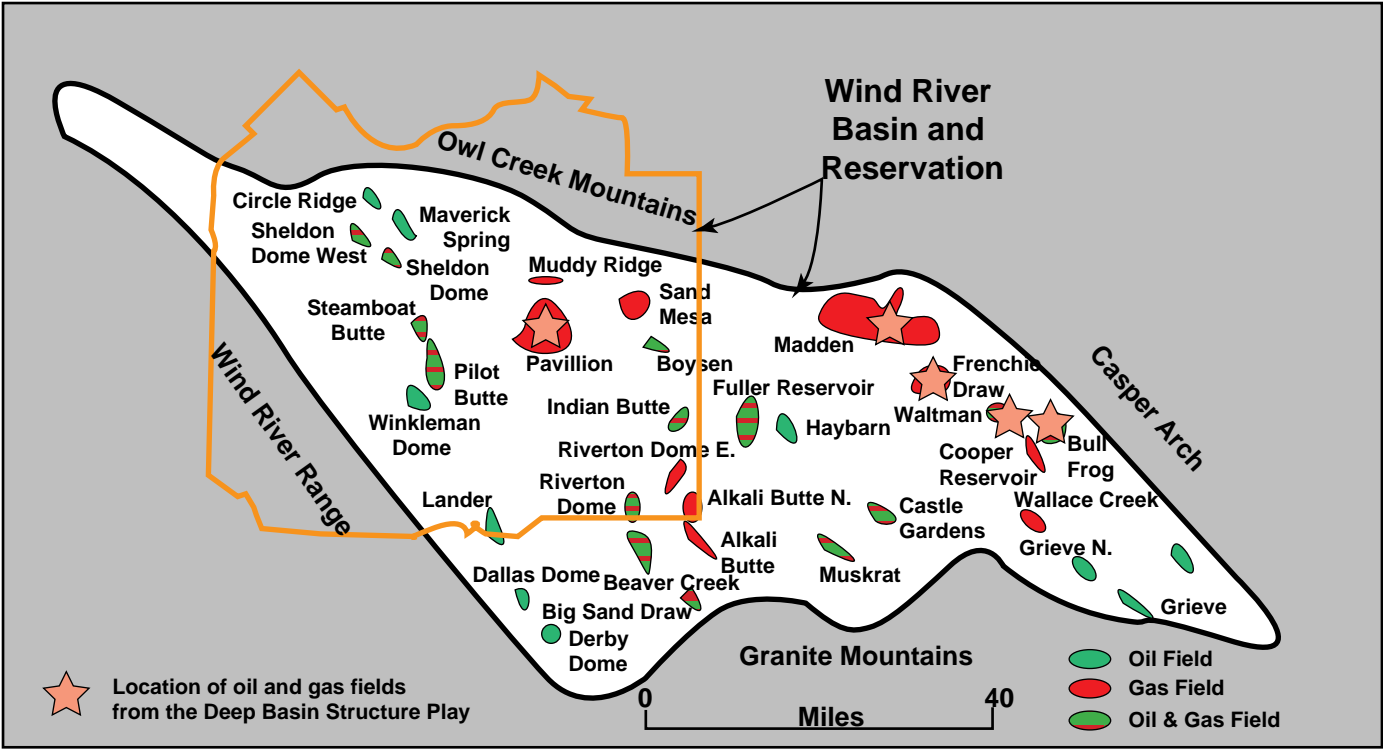 Wind River
Basin and
Reservation
Owl Creek Mountains
Circle Ridge
Maverick
Spring
Sheldon
Dome West
Sheldon
Dome
Muddy Ridge
Sand
Mesa
Steamboat
Butte
Pavillion
Boysen
Madden
Frenchie
Draw
Casper Arch
Pilot
Butte
Fuller Reservoir
Waltman
Indian Butte
Haybarn
Winkleman
Dome
Wind River Range
Riverton Dome E.
Cooper
Reservoir
Bull
Frog
Riverton
Dome
Lander
Alkali Butte N.
Castle
Gardens
Wallace Creek
Alkali
Butte
Grieve N.
Muskrat
Dallas Dome
Beaver Creek
Big Sand Draw
Grieve
Derby
Dome
Granite Mountains
Oil Field
Gas Field
Oil & Gas Field
Location of oil and gas fields
from the Deep Basin Structure Play
0
40
Miles